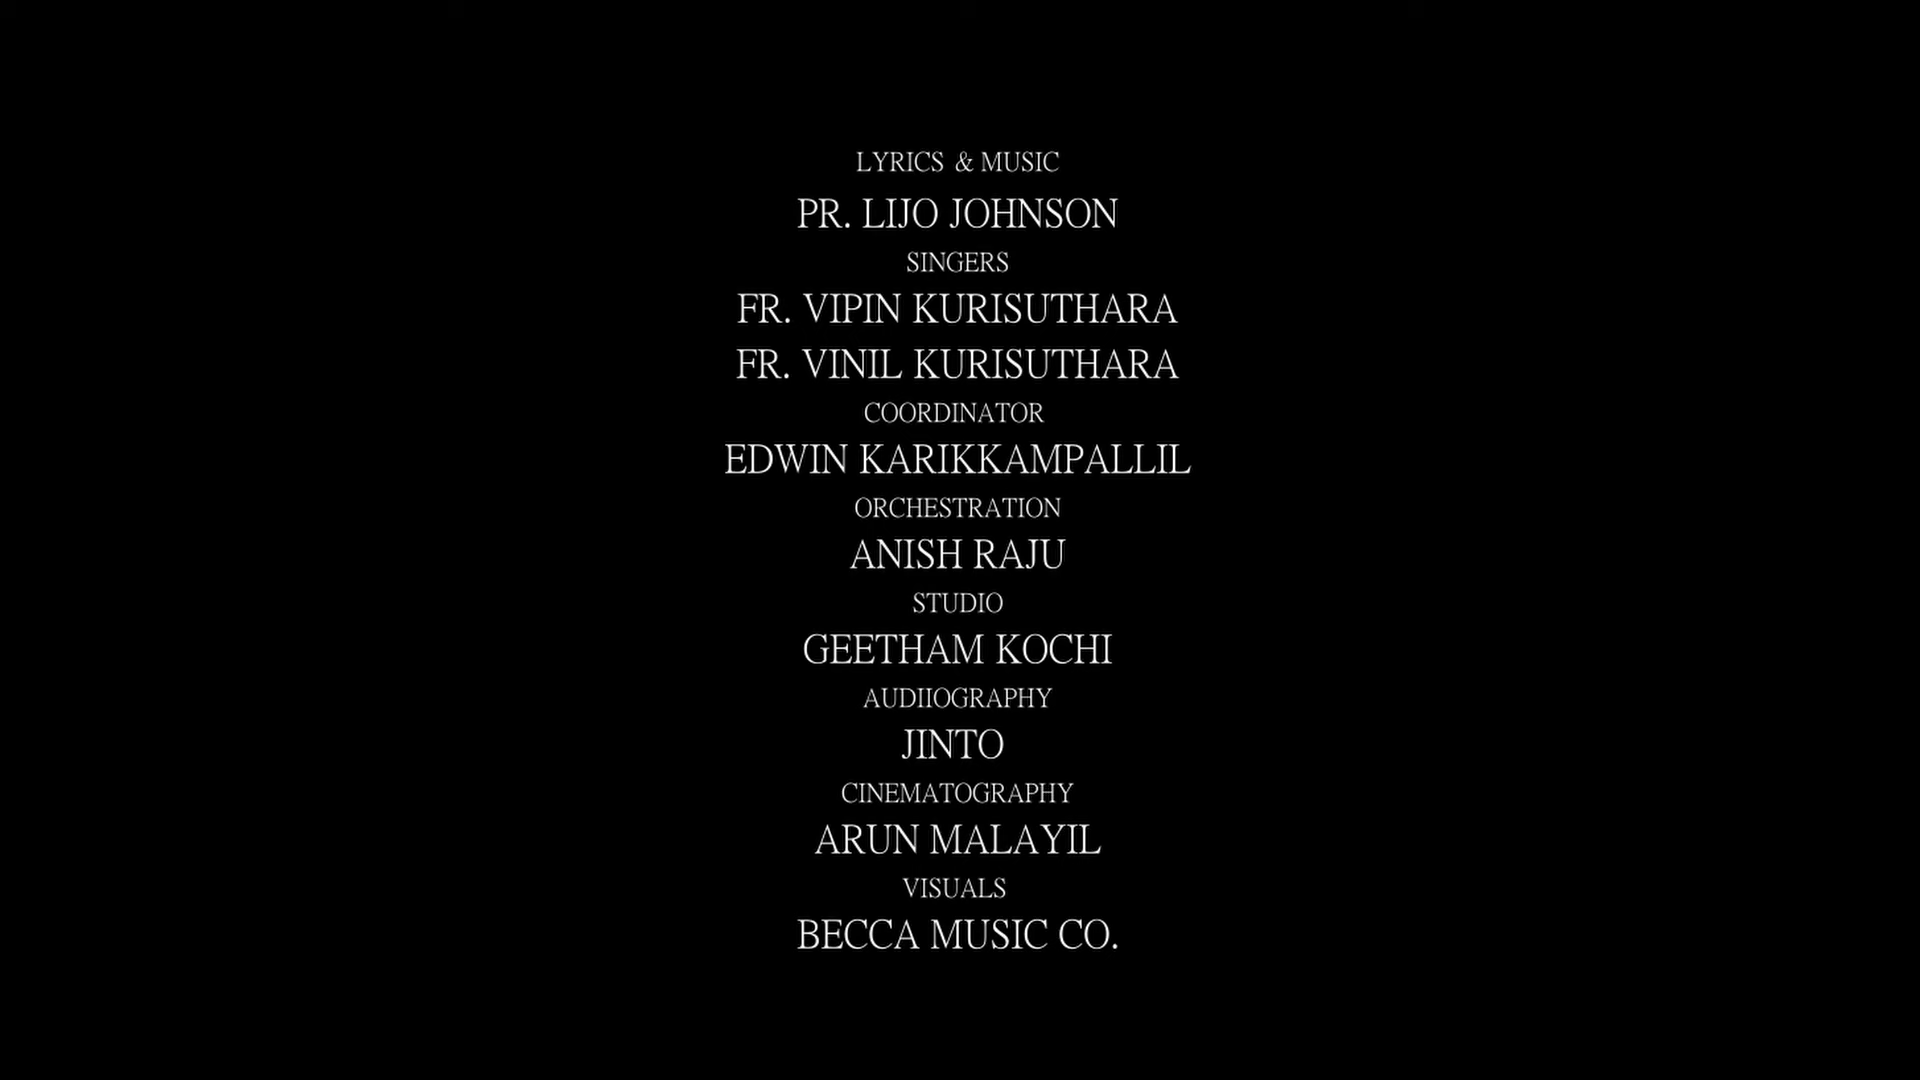 LYRICS & MUSIC
PR. LIJO JOHNSON
SINGERS
FR. VIPIN KURISUTHARA
FR. VINIL KURISUTHARA
COORDINATOR
EDWIN KARIKKAMPALLIL
ORCHESTRATION
ANISH RAJU
STUDIO
GEETHAM KOCHI
AUDIIOGRAPHY
JINTO
CINEMATOGRAPHY
ARUN MALAYIL
VISUALS
BECCA MUSIC CO.